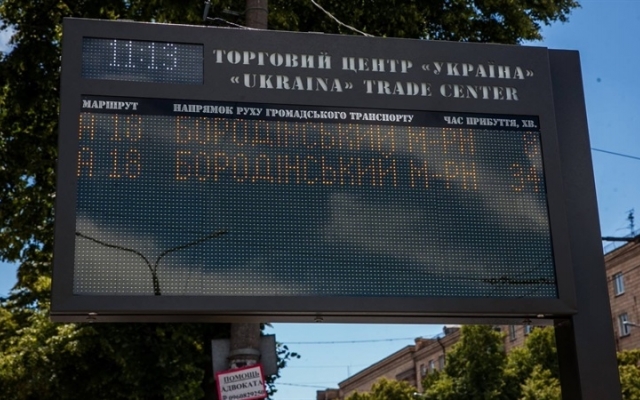 11:13
ТОРГОВИЙ ЦЕНТР «УКРАЇНА»
«UKRAINA» TRADE CENTER
МАРШРУТ НАПРЯМОК РУХУ ГРОМАДСЬКОГО ТРАНСПОРТУ ЧАС ПРИБУТТЯ, ХВ.
А 18 БОРОДІНСЬКИЙ М-РН
А 18 БОРОДІНСЬКИЙ М-РН 34
ПОМОЩЬ
АДВОКАТА